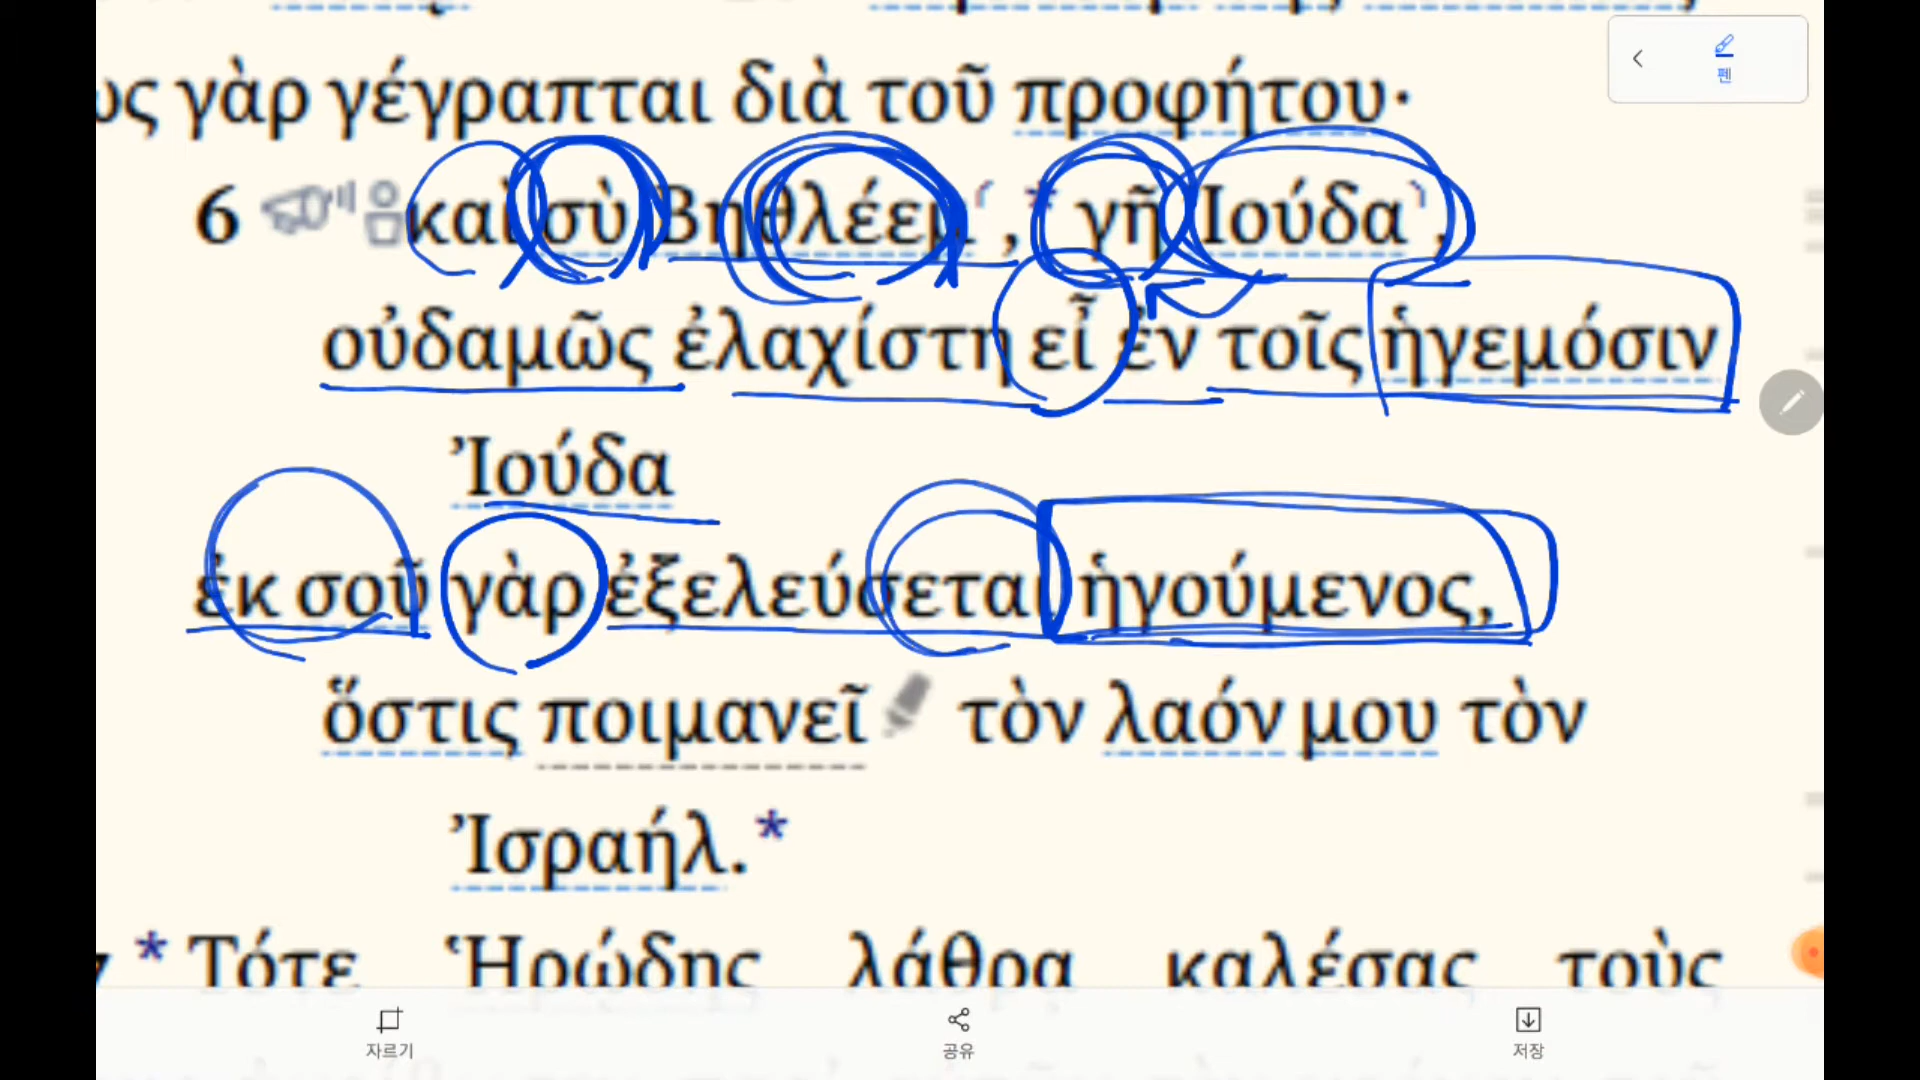 펜
ως γὰρ γέγραπται διὰ τοῦ προφήτου·
6 καὶ σὺ Βηθλέεμ⸃, * γῆ Ἰούδα⸃,
οὐδαμῶς ἐλαχίστη εἶ ἐν τοῖς ἡγεμόσιν
Ἰούδα
ἐκ σοῦ γὰρ ἐξελεύσεται ἡγούμενος,
ὅστις ποιμανεῖ τὸν λαόν μου τὸν
Ἰσραήλ.*
* Τότε Ἡρῴδης λάθρᾳ καλέσας τοὺς
자르기
공유
저장